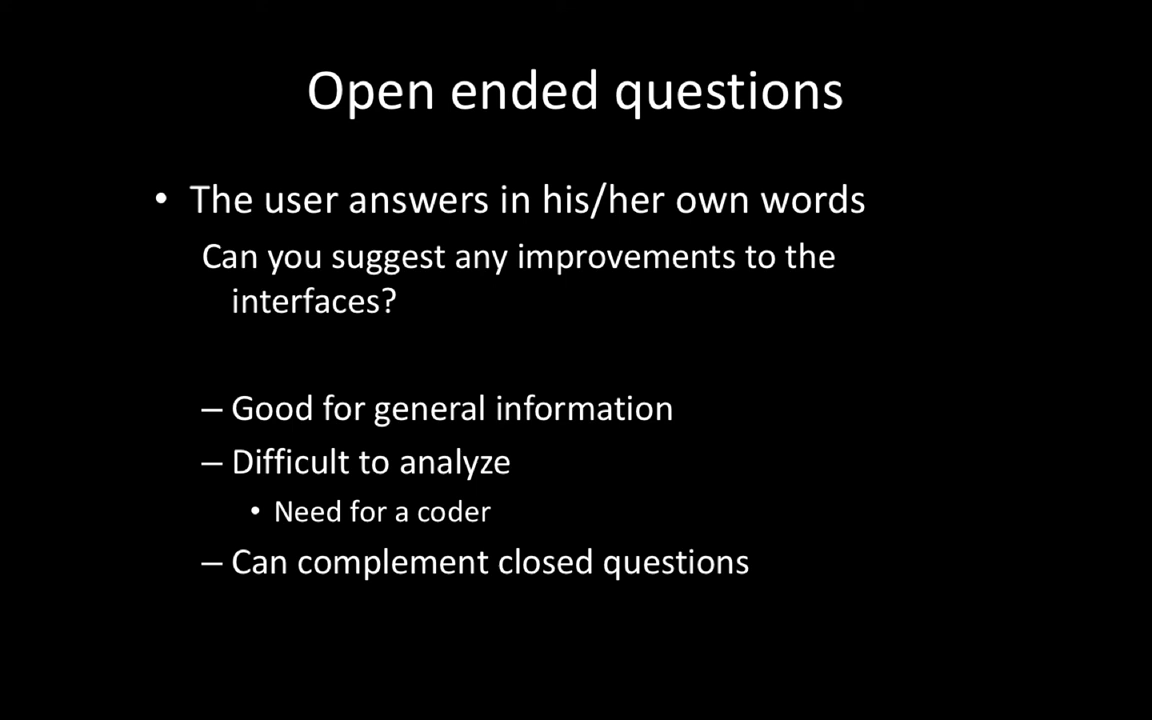 Open ended questions
• The user answers in his/her own words
Can you suggest any improvements to the
interfaces?
– Good for general information
– Difficult to analyze
• Need for a coder
– Can complement closed questions